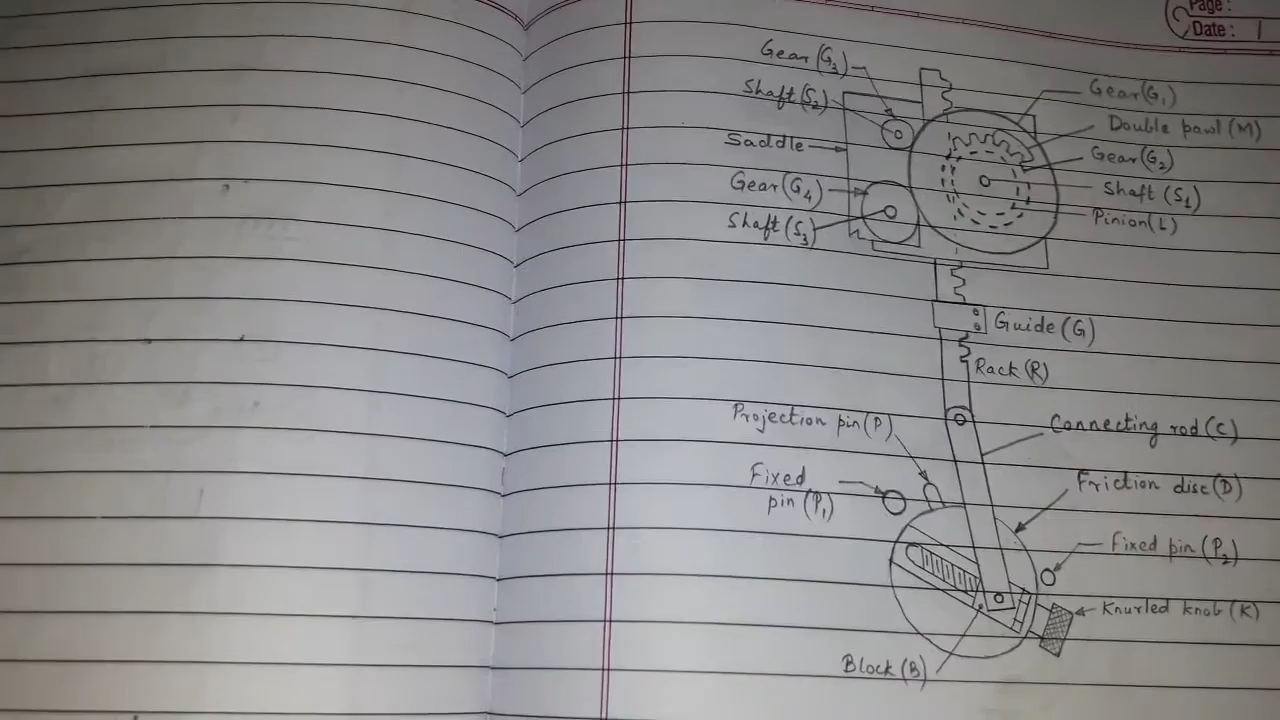 Page :
Date :
Gear (G3)
Shaft (S2)
Saddle
Gear (G4)
Shaft (S3)
Gear (G1)
Double pawl (M)
Gear (G2)
Shaft (S1)
Pinion (L)
Guide (G)
Rack (R)
Projection pin (P)
Connecting rod (C)
Fixed
pin (P1)
Friction disc (D)
Fixed pin (P2)
Knurled knob (K)
Block (B)